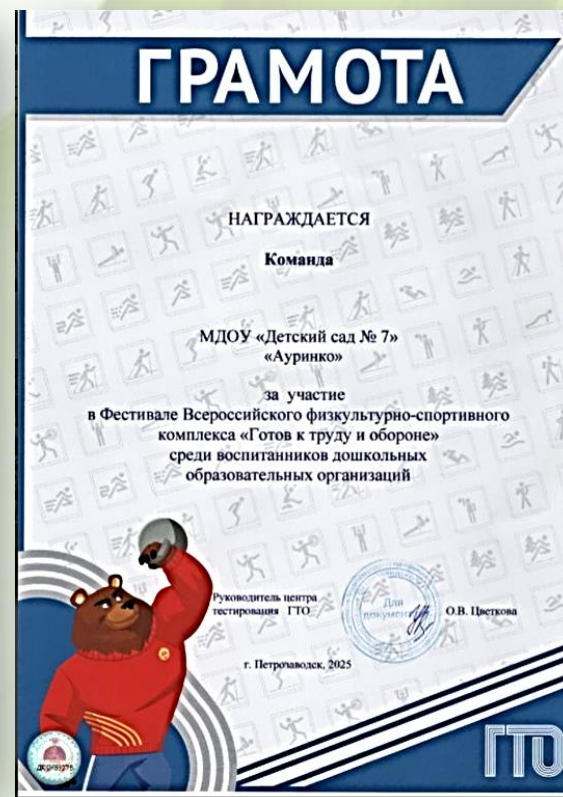 ГРАМОТА
НАГРАЖДАЕТСЯ
Команда
МДОУ «Детский сад № 7»
«Ауринко»
за участие
в Фестивале Всероссийского физкультурно-спортивного
комплекса «Готов к труду и обороне»
среди воспитанников дошкольных
образовательных организаций
Руководитель центра
тестирования ГТО
Для
документов
О.В. Цветкова
г. Петрозаводск, 2025
ГТО